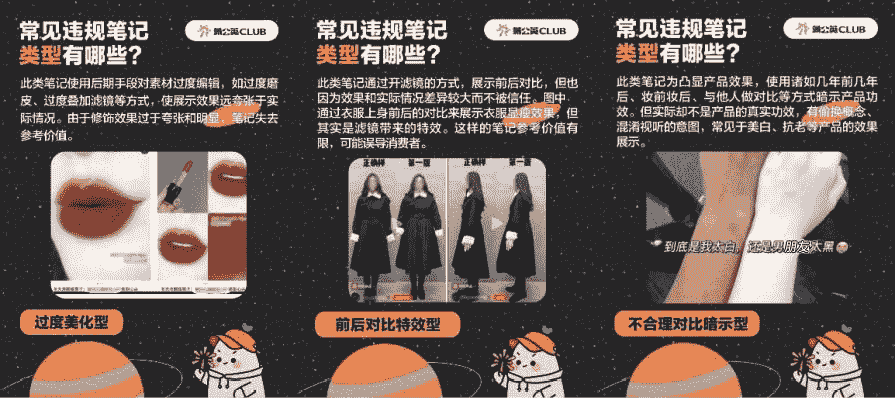 常见违规笔记
类型有哪些?
蒲公英CLUB
此类笔记使用后期手段对素材过度编辑，如过度磨
皮、过度叠加滤镜等方式，使展示效果远夸张于实
际情况。由于修饰效果过于夸张和明显，笔记失去
参考价值。
过度美化型
常见违规笔记
类型有哪些?
蒲公英CLUB
此类笔记通过开滤镜的方式，展示前后对比，但也
因为效果和实际情况差异较大而不被信任。图中
通过衣服上身前后的对比来展示衣服显瘦效果，但
其实是滤镜带来的特效。这样的笔记参考价值有
限，可能误导消费者。
正确样 第一版 正确样 第一版
前后对比特效型
常见违规笔记
类型有哪些?
蒲公英CLUB
此类笔记为凸显产品效果，使用诸如几年前几年
后、妆前妆后、与他人做对比等方式暗示产品功
效。但实际却不是产品的真实功效，有偷换概念、
混淆视听的意图，常见于美白、抗老等产品的效果
展示。
到底是我太白，还是男朋友太黑
不合理对比暗示型